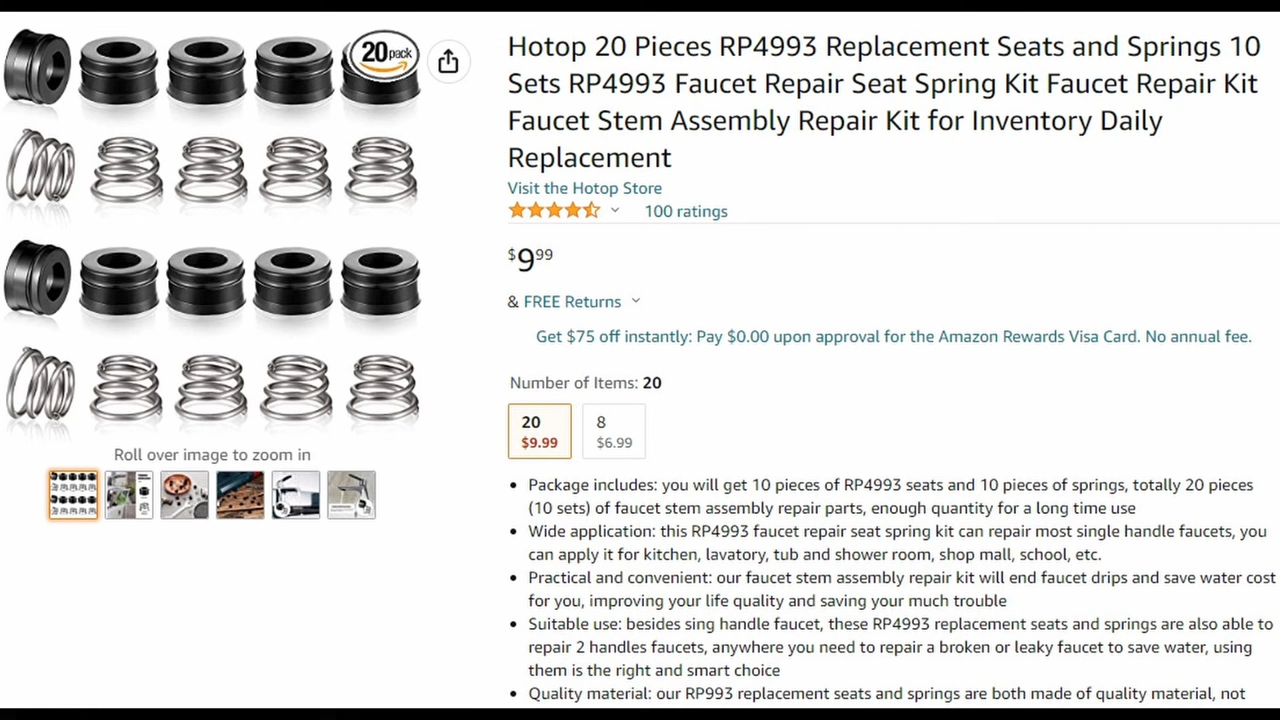 20 pack
Hotop 20 Pieces RP4993 Replacement Seats and Springs 10
Sets RP4993 Faucet Repair Seat Spring Kit Faucet Repair Kit
Faucet Stem Assembly Repair Kit for Inventory Daily
Replacement
Visit the Hotop Store
100 ratings
$9.99
& FREE Returns
Get $75 off instantly: Pay $0.00 upon approval for the Amazon Rewards Visa Card. No annual fee.
Number of Items: 20
20 8
$9.99 $6.99
Roll over image to zoom in
• Package includes: you will get 10 pieces of RP4993 seats and 10 pieces of springs, totally 20 pieces
(10 sets) of faucet stem assembly repair parts, enough quantity for a long time use
• Wide application: this RP4993 faucet repair seat spring kit can repair most single handle faucets, you
can apply it for kitchen, lavatory, tub and shower room, shop mall, school, etc.
• Practical and convenient: our faucet stem assembly repair kit will end faucet drips and save water cost
for you, improving your life quality and saving your much trouble
• Suitable use: besides sing handle faucet, these RP4993 replacement seats and springs are also able to
repair 2 handles faucets, anywhere you need to repair a broken or leaky faucet to save water, using
them is the right and smart choice
• Quality material: our RP993 replacement seats and springs are both made of quality material, not